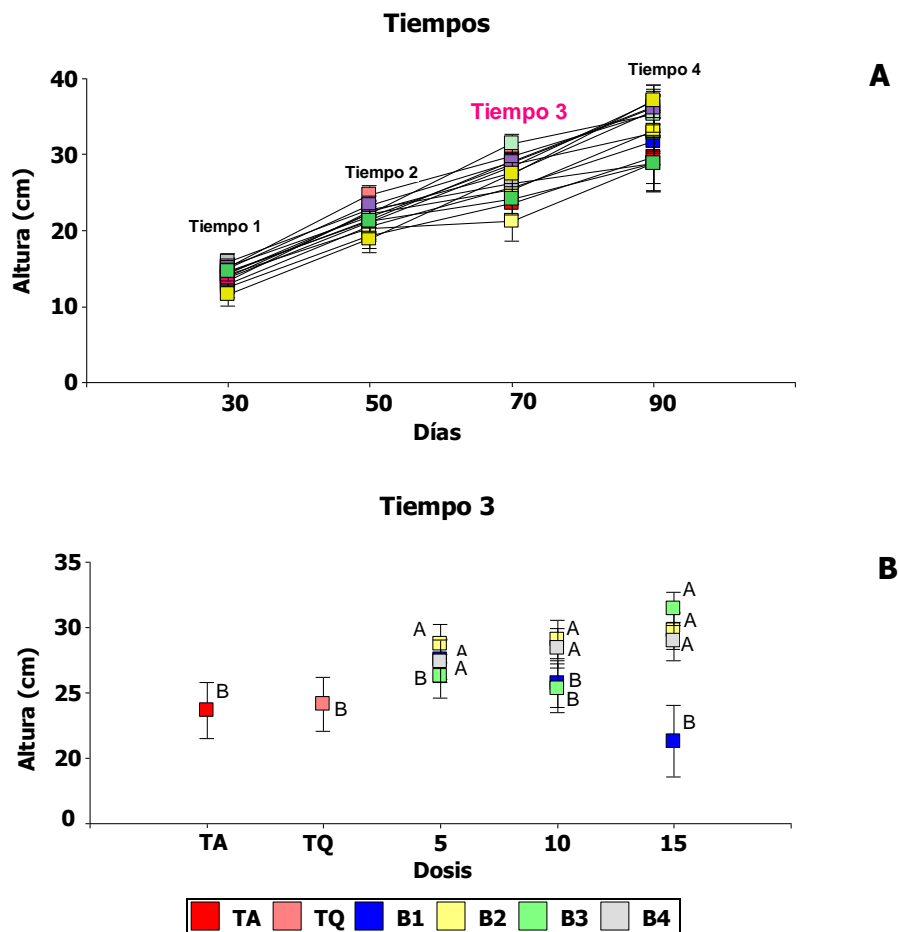 Tiempos
A
Altura (cm)
40
30
20
10
0
Tiempo 1
Tiempo 2
Tiempo 3
Tiempo 4
30 50 70 90
Días
Tiempo 3
B
Altura (cm)
35
30
25
20
0
B
B
A
A
A
B
A
A
B
B
A
A
A
B
TA TQ 5 10 15
Dosis
TA TQ B1 B2 B3 B4